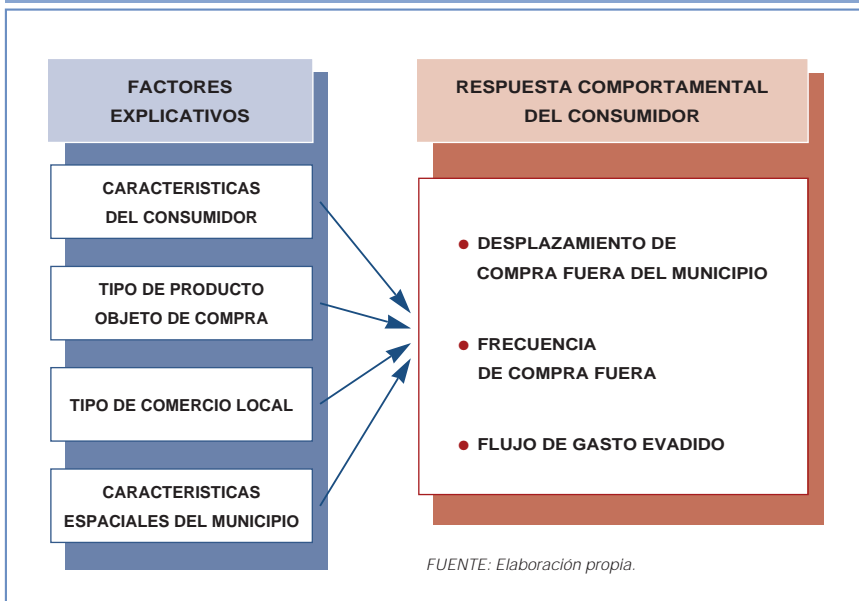 FACTORES
EXPLICATIVOS
CARACTERISTICAS
DEL CONSUMIDOR
TIPO DE PRODUCTO
OBJETO DE COMPRA
TIPO DE COMERCIO LOCAL
CARACTERISTICAS
ESPACIALES DEL MUNICIPIO
RESPUESTA COMPORTAMENTAL
DEL CONSUMIDOR
● DESPLAZAMIENTO DE
COMPRA FUERA DEL MUNICIPIO
● FRECUENCIA
DE COMPRA FUERA
● FLUJO DE GASTO EVADIDO
FUENTE: Elaboración propia.